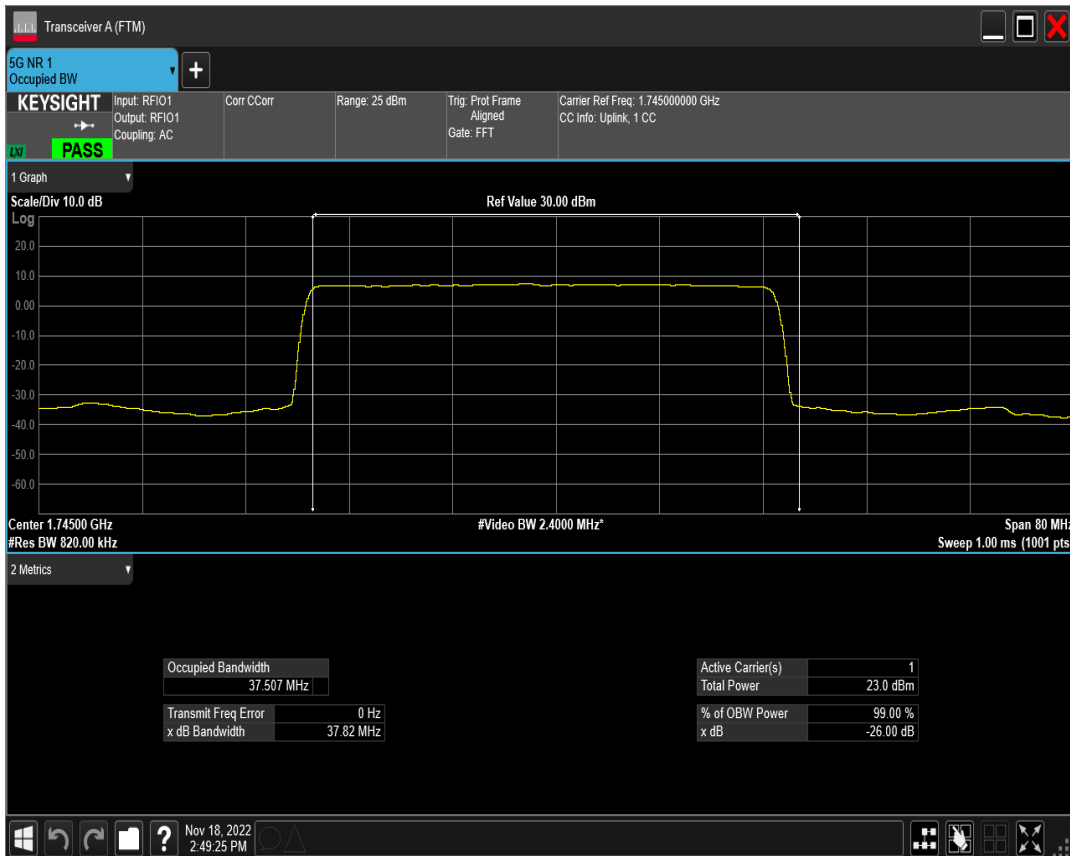 Transceiver A (FTM)
5G NR 1
Occupied BW
+
KEYSIGHT
LXI
PASS
Input: RFIO1
Output: RFIO1
Coupling: AC
Corr CCorr
Range: 25 dBm
Trig: Prot Frame
Aligned
Gate: FFT
Carrier Ref Freq: 1.745000000 GHz
CC Info: Uplink, 1 CC
1 Graph
Scale/Div 10.0 dB
Ref Value 30.00 dBm
Log
20.0
10.0
0.00
-10.0
-20.0
-30.0
-40.0
-50.0
-60.0
Center 1.74500 GHz
#Video BW 2.4000 MHz*
Span 80 MHz
#Res BW 820.00 kHz
Sweep 1.00 ms (1001 pts
2 Metrics
Occupied Bandwidth
37.507 MHz
Transmit Freq Error 0 Hz
x dB Bandwidth 37.82 MHz
Active Carrier(s) 1
Total Power 23.0 dBm
% of OBW Power 99.00 %
x dB -26.00 dB
?
Nov 18, 2022
2:49:25 PM